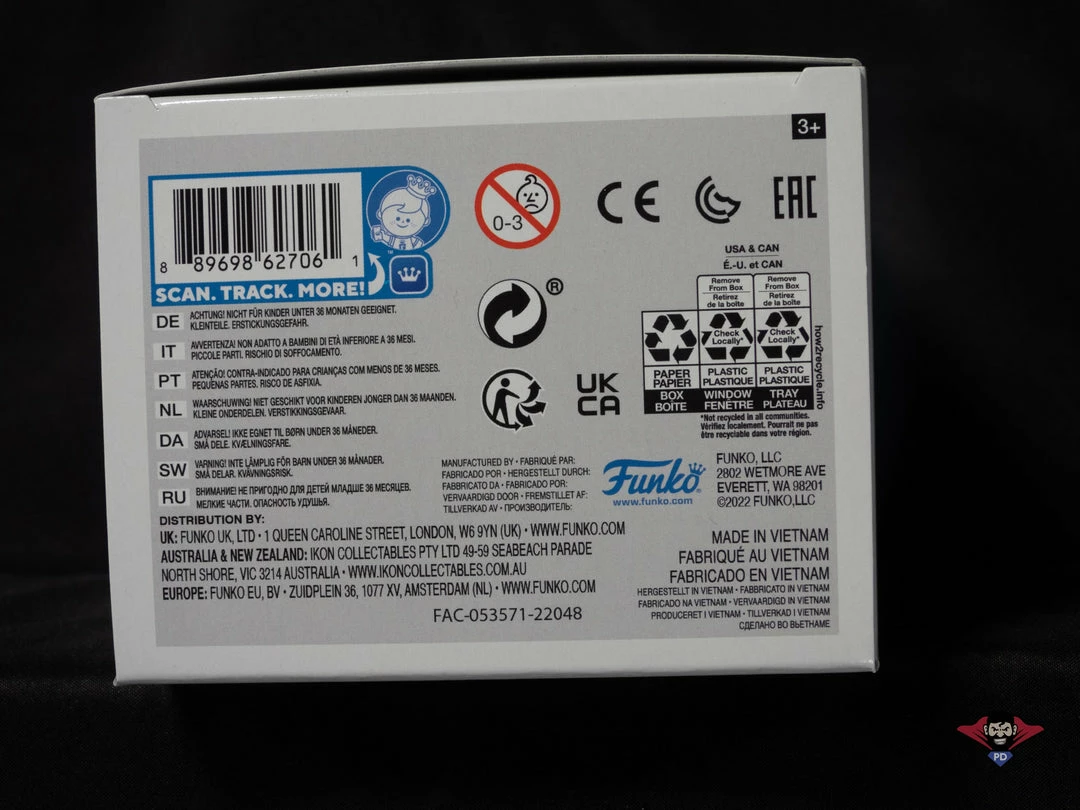 3+
8 89698 62706 1
SCAN. TRACK. MORE!™
0-3
CE
EAC
®
UK
CA
USA & CAN
É.-U. et CAN
Remove From Box
Retirez de la boîte
Remove From Box
Retirez de la boîte
Check Locally*
Check Locally*
PAPER
PAPIER
PLASTIC
PLASTIQUE
PLASTIC
PLASTIQUE
BOX
BOÎTE
WINDOW
FENÊTRE
TRAY
PLATEAU
how2recycle.info
*Not recycled in all communities.
Vérifiez localement. Pourrait ne pas
être recyclable dans votre région.
DE ACHTUNG! NICHT FÜR KINDER UNTER 36 MONATEN GEEIGNET.
KLEINTEILE. ERSTICKUNGSGEFAHR.
IT AVVERTENZA! NON ADATTO A BAMBINI DI ETÀ INFERIORE A 36 MESI.
PICCOLE PARTI. RISCHIO DI SOFFOCAMENTO.
PT ATENÇÃO! CONTRA-INDICADO PARA CRIANÇAS COM MENOS DE 36 MESES.
PEQUENAS PARTES. RISCO DE ASFIXIA.
NL WAARSCHUWING! NIET GESCHIKT VOOR KINDEREN JONGER DAN 36 MAANDEN.
KLEINE ONDERDELEN. VERSTIKKINGSGEVAAR.
DA ADVARSEL! IKKE EGNET TIL BØRN UNDER 36 MÅNEDER.
SMÅ DELE. KVÆLNINGSFARE.
SW VARNING! INTE LÄMPLIG FÖR BARN UNDER 36 MÅNADER.
SMÅ DELAR. KVÄVNINGSRISK.
RU ВНИМАНИЕ! НЕ ПРИГОДНО ДЛЯ ДЕТЕЙ МЛАДШЕ 36 МЕСЯЦЕВ.
МЕЛКИЕ ЧАСТИ. ОПАСНОСТЬ УДУШЬЯ.
MANUFACTURED BY • FABRIQUÉ PAR:
FABRICADO POR • HERGESTELLT DURCH:
FABBRICATO DA • FABRICADO POR:
VERVAARDIGD DOOR • FREMSTILLET AF:
TILLVERKAD AV • ПРОИЗВОДИТЕЛЬ:
Funko®
www.funko.com
FUNKO, LLC
2802 WETMORE AVE
EVERETT, WA 98201
©2022 FUNKO,LLC
DISTRIBUTION BY:
UK: FUNKO UK, LTD • 1 QUEEN CAROLINE STREET, LONDON, W6 9YN (UK) • WWW.FUNKO.COM
AUSTRALIA & NEW ZEALAND: IKON COLLECTABLES PTY LTD 49-59 SEABEACH PARADE
NORTH SHORE, VIC 3214 AUSTRALIA • WWW.IKONCOLLECTABLES.COM.AU
EUROPE: FUNKO EU, BV • ZUIDPLEIN 36, 1077 XV, AMSTERDAM (NL) • WWW.FUNKO.COM
FAC-053571-22048
MADE IN VIETNAM
FABRIQUÉ AU VIETNAM
FABRICADO EN VIETNAM
HERGESTELLT IN VIETNAM • FABBRICATO IN VIETNAM
FABRICADO NA VIETNAM • VERVAARDIGD IN VIETNAM
PRODUCERET I VIETNAM • TILLVERKAD I VIETNAM
СДЕЛАНО ВО ВЬЕТНАМЕ
PD